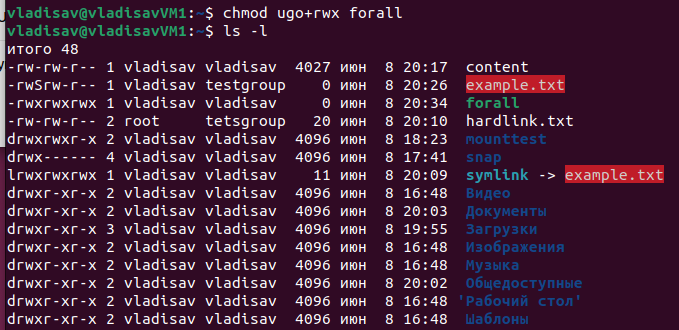 vladisav@vladisavVM1:~$ chmod ugo+rwx forall
vladisav@vladisavVM1:~$ ls -l
итого 48
-rw-rw-r-- 1 vladisav vladisav 4027 июн 8 20:17 content
-rwSrw-r-- 1 vladisav testgroup 0 июн 8 20:26 example.txt
-rwxrwxrwx 1 vladisav vladisav 0 июн 8 20:34 forall
-rw-rw-r-- 2 root tetsgroup 20 июн 8 20:10 hardlink.txt
drwxrwxr-x 2 vladisav vladisav 4096 июн 8 18:23 mounttest
drwx------ 4 vladisav vladisav 4096 июн 8 17:41 snap
lrwxrwxrwx 1 vladisav vladisav 11 июн 8 20:09 symlink -> example.txt
drwxr-xr-x 2 vladisav vladisav 4096 июн 8 16:48 Видео
drwxr-xr-x 2 vladisav vladisav 4096 июн 8 20:03 Документы
drwxr-xr-x 3 vladisav vladisav 4096 июн 8 19:55 Загрузки
drwxr-xr-x 2 vladisav vladisav 4096 июн 8 16:48 Изображения
drwxr-xr-x 2 vladisav vladisav 4096 июн 8 16:48 Музыка
drwxr-xr-x 2 vladisav vladisav 4096 июн 8 20:02 Общедоступные
drwxr-xr-x 2 vladisav vladisav 4096 июн 8 16:48 'Рабочий стол'
drwxr-xr-x 2 vladisav vladisav 4096 июн 8 16:48 Шаблоны